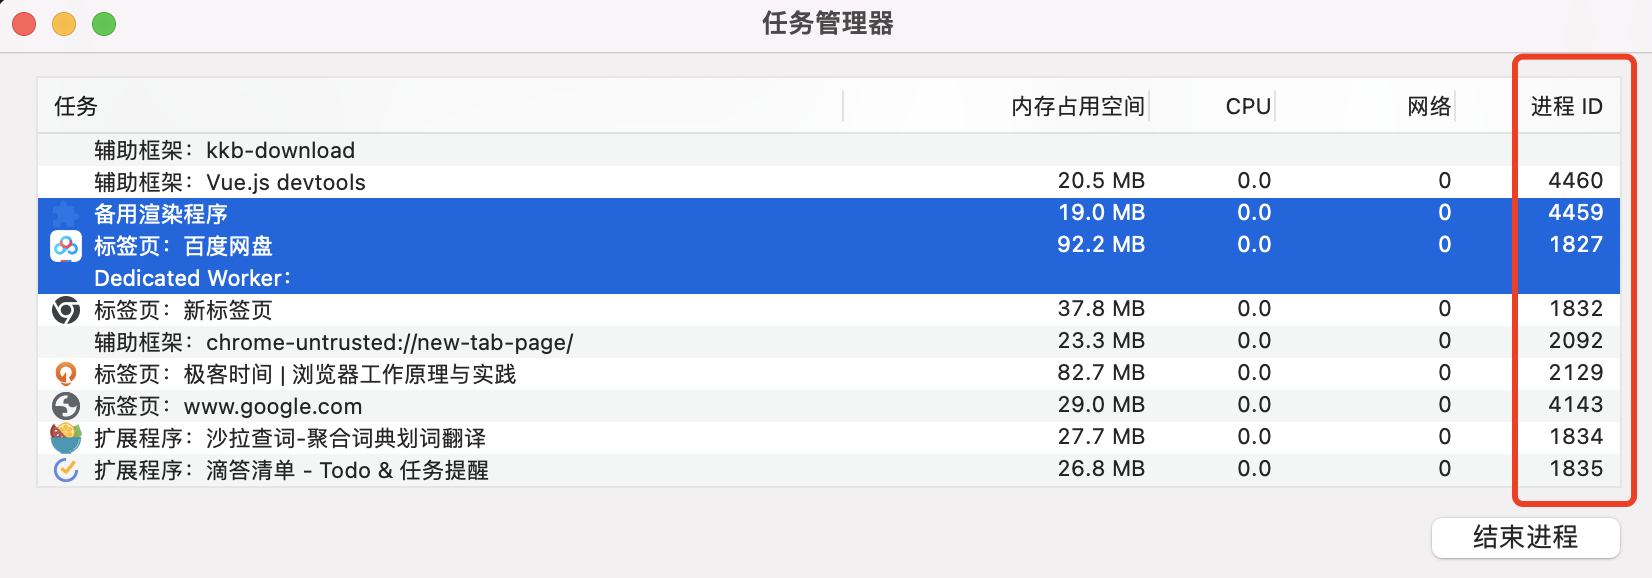 任务管理器
任务 内存占用空间 CPU 网络 进程 ID
辅助框架：kkb-download
辅助框架：Vue.js devtools 20.5 MB 0.0 0 4460
备用渲染程序 19.0 MB 0.0 0 4459
标签页：百度网盘 92.2 MB 0.0 0 1827
Dedicated Worker：
标签页：新标签页 37.8 MB 0.0 0 1832
辅助框架：chrome-untrusted://new-tab-page/ 23.3 MB 0.0 0 2092
标签页：极客时间 | 浏览器工作原理与实践 82.7 MB 0.0 0 2129
标签页：www.google.com 29.0 MB 0.0 0 4143
扩展程序：沙拉查词-聚合词典划词翻译 27.7 MB 0.0 0 1834
扩展程序：滴答清单 - Todo & 任务提醒 26.8 MB 0.0 0 1835
结束进程